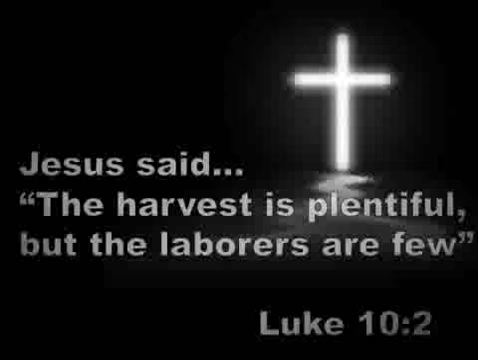 Jesus said...
“The harvest is plentiful,
but the laborers are few”
Luke 10:2